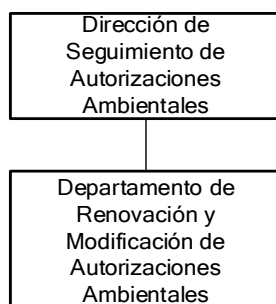 Dirección de
Seguimiento de
Autorizaciones
Ambientales
Departamento de
Renovación y
Modificación de
Autorizaciones
Ambientales